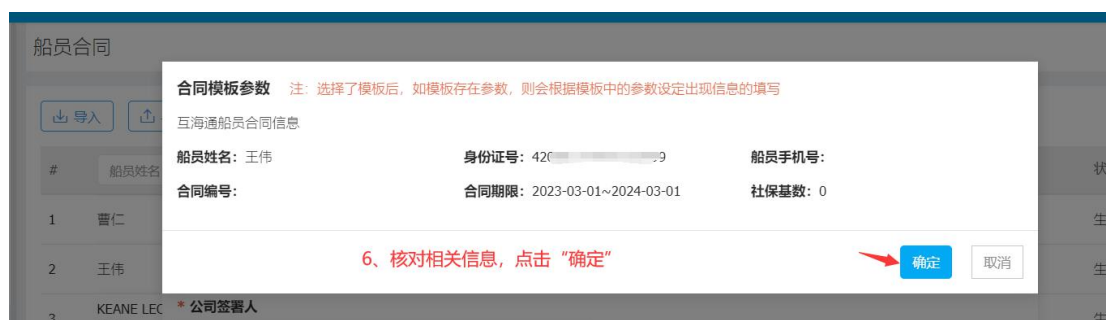 船员合同
合同模板参数 注：选择了模板后，如模板存在参数，则会根据模板中的参数设定出现信息的填写
导入
互海通船员合同信息
# 船员姓名 船员姓名：王伟 身份证号：420 9 船员手机号： 状
合同编号： 合同期限：2023-03-01~2024-03-01 社保基数：0
1 曹仁 生
6、核对相关信息，点击“确定” 确定 取消
2 王伟 生
3 KEANE LEC * 公司签署人 生